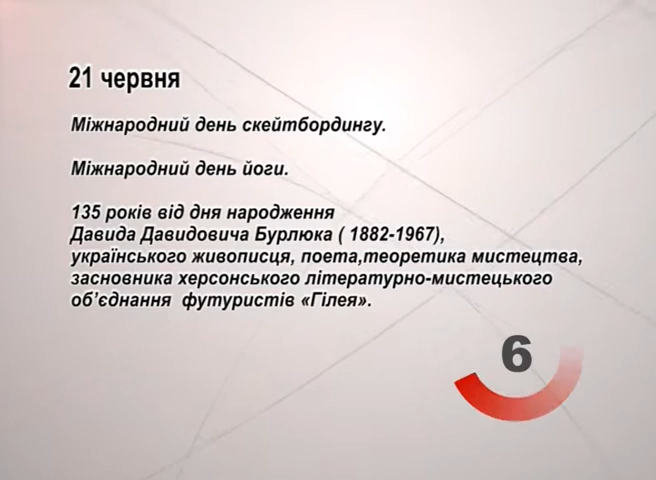 21 червня
Міжнародний день скейтбордингу.
Міжнародний день йоги.
135 років від дня народження
Давида Давидовича Бурлюка ( 1882-1967),
українського живописця, поета,теоретика мистецтва,
засновника херсонського літературно-мистецького
об’єднання  футуристів «Гілея».
6